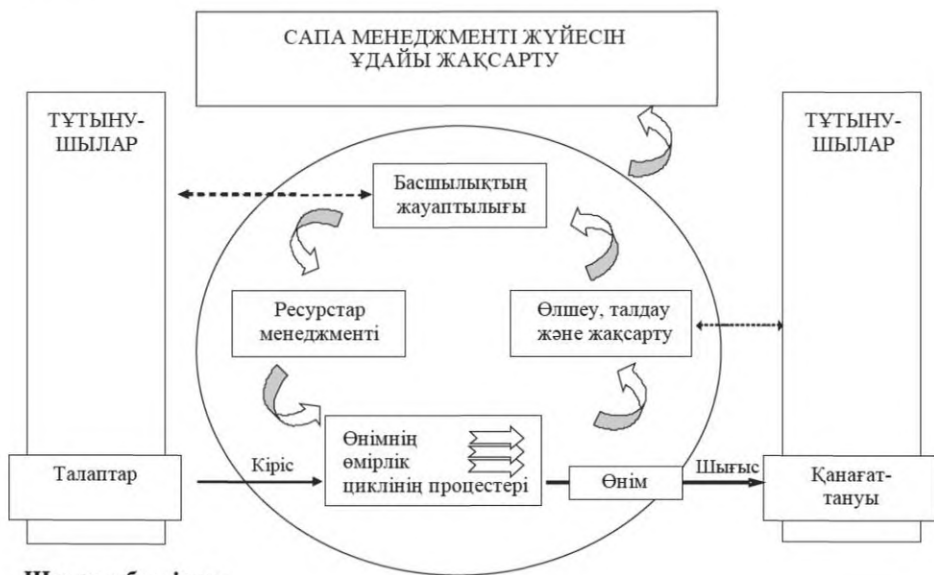 САПА МЕНЕДЖМЕНТІ ЖҮЙЕСІН
ҰДАЙЫ ЖАҚСАРТУ
ТҰТЫНУ-
ШЫЛАР
ТҰТЫНУ-
ШЫЛАР
Басшылықтың
жауаптылығы
Ресурстар
менеджменті
Өлшеу, талдау
және жақсарту
Өнімнің
өмірлік
циклінің процестері
Талаптар
Кіріс
Өнім
Шығыс
Қанағат-
тануы